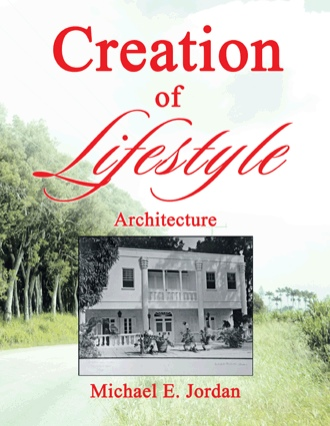 Creation
of
Lifestyle
Architecture
Michael E. Jordan